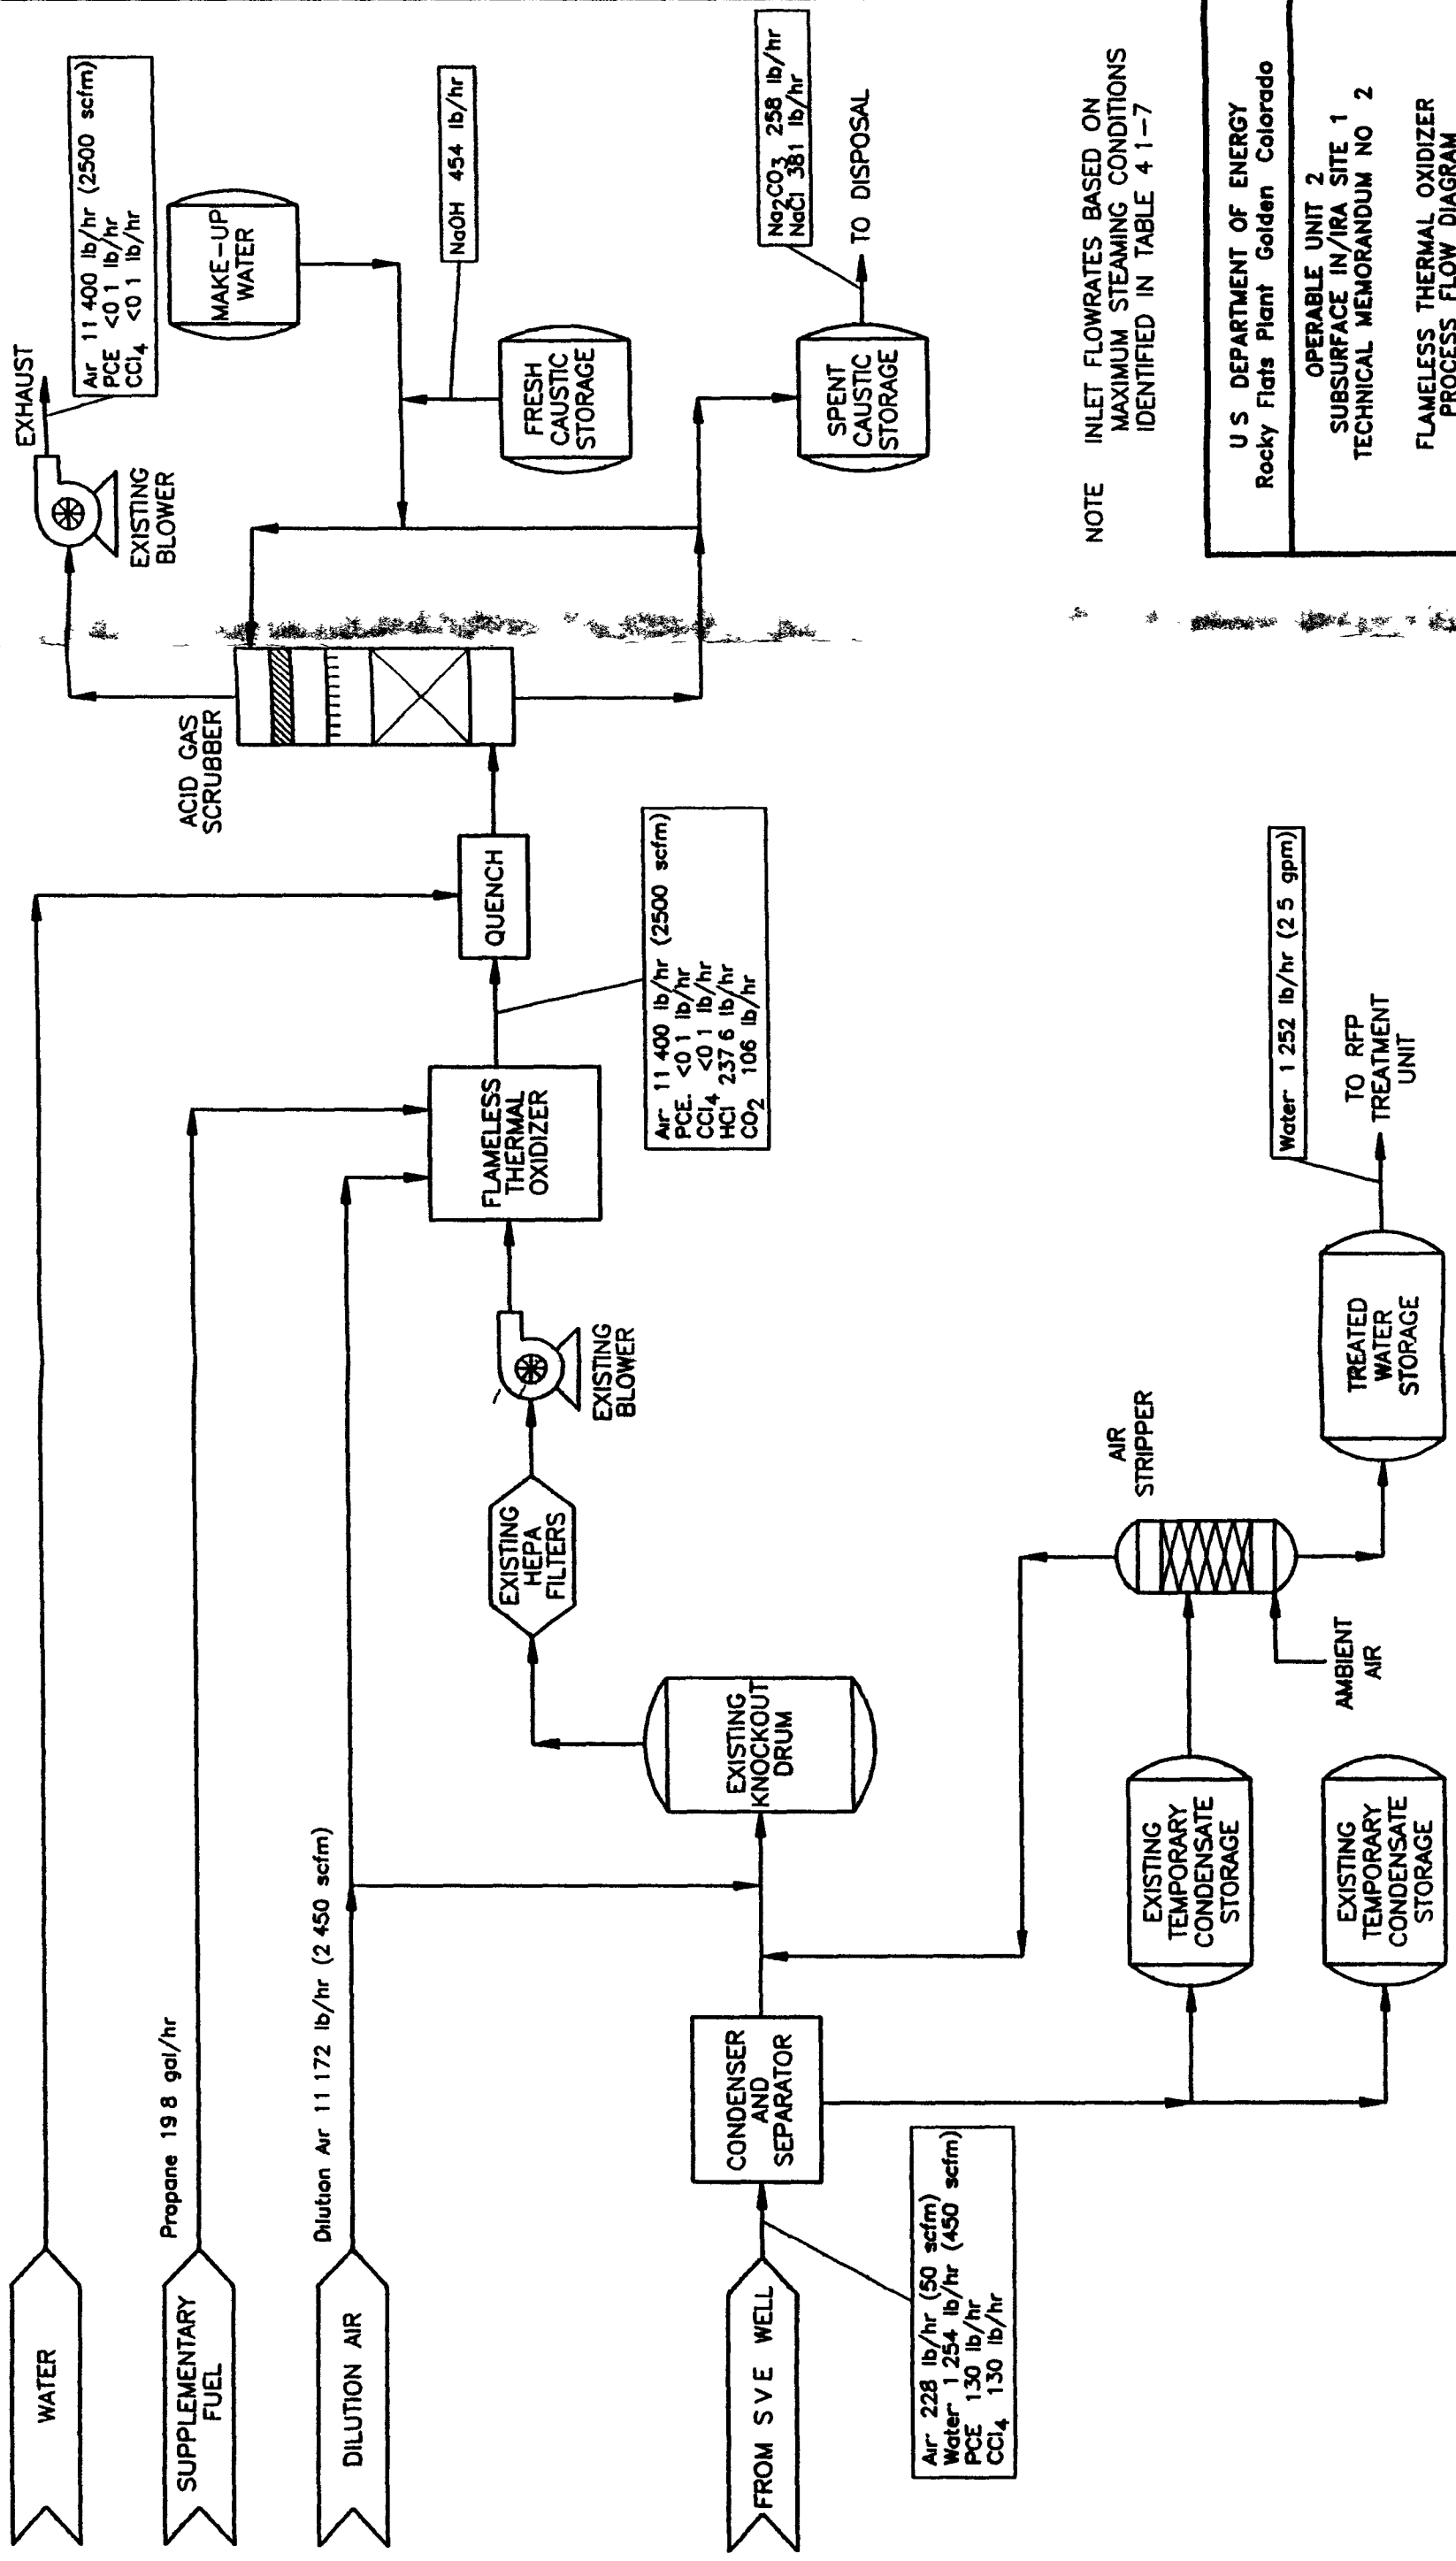 WATER
SUPPLEMENTARY
FUEL
Propane 19 8 gal/hr
DILUTION AIR
Dilution Air 11 172 lb/hr (2 450 scfm)
FROM S V E WELL
Air 228 lb/hr (50 scfm)
Water 1 254 lb/hr (450 scfm)
PCE 130 lb/hr
CCl4 130 lb/hr
CONDENSER
AND
SEPARATOR
EXISTING
KNOCKOUT
DRUM
EXISTING
HEPA
FILTERS
EXISTING
BLOWER
FLAMELESS
THERMAL
OXIDIZER
Air 11 400 lb/hr (2500 scfm)
PCE <0 1 lb/hr
CCl4 <0 1 lb/hr
HCl 237 6 lb/hr
CO2 106 lb/hr
QUENCH
ACID GAS
SCRUBBER
EXISTING
BLOWER
EXHAUST
Air 11 400 lb/hr (2500 scfm)
PCE <0 1 lb/hr
CCl4 <0 1 lb/hr
MAKE-UP
WATER
NaOH 454 lb/hr
FRESH
CAUSTIC
STORAGE
SPENT
CAUSTIC
STORAGE
Na2CO3 258 lb/hr
NaCl 381 lb/hr
TO DISPOSAL
EXISTING
TEMPORARY
CONDENSATE
STORAGE
EXISTING
TEMPORARY
CONDENSATE
STORAGE
AMBIENT
AIR
AIR
STRIPPER
TREATED
WATER
STORAGE
Water 1 252 lb/hr (2 5 gpm)
TO RFP
TREATMENT
UNIT
NOTE INLET FLOWRATES BASED ON
MAXIMUM STEAMING CONDITIONS
IDENTIFIED IN TABLE 4 1-7
U S DEPARTMENT OF ENERGY
Rocky Flats Plant Golden Colorado
OPERABLE UNIT 2
SUBSURFACE IN/IRA SITE 1
TECHNICAL MEMORANDUM NO 2
FLAMELESS THERMAL OXIDIZER
PROCESS FLOW DIAGRAM